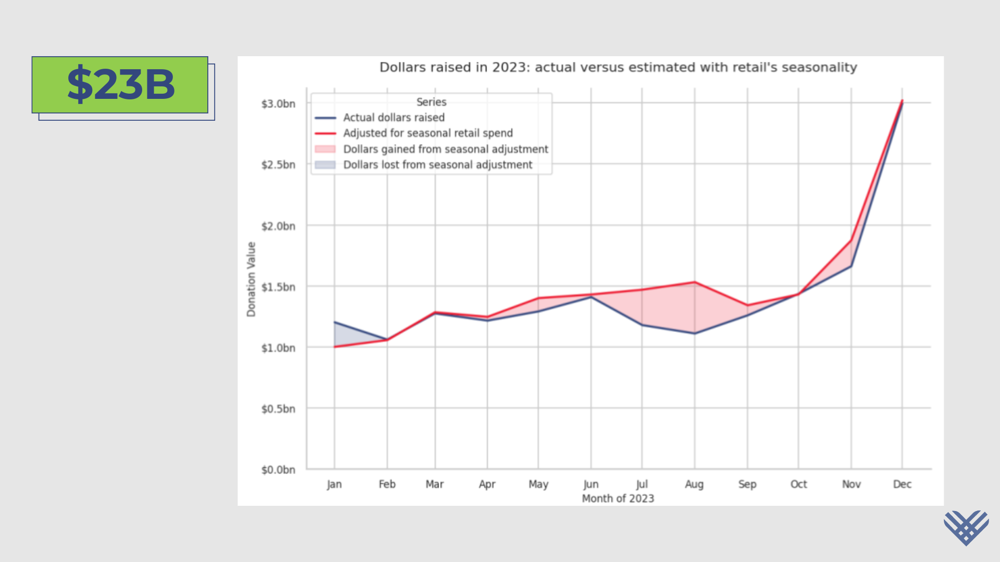 $23B
Dollars raised in 2023: actual versus estimated with retail's seasonality
Series
Actual dollars raised
Adjusted for seasonal retail spend
Dollars gained from seasonal adjustment
Dollars lost from seasonal adjustment
$3.0bn
$2.5bn
$2.0bn
$1.5bn
$1.0bn
$0.5bn
$0.0bn
Donation Value
Jan Feb Mar Apr May Jun Jul Aug Sep Oct Nov Dec
Month of 2023